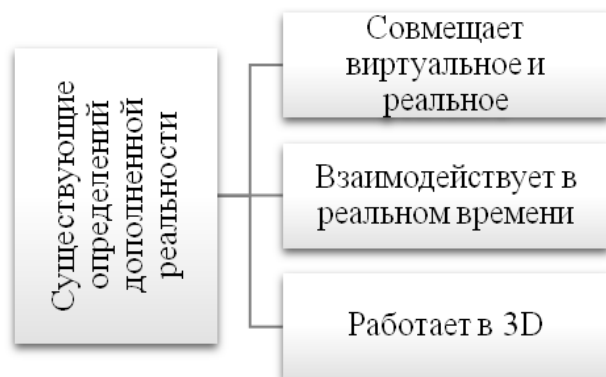 Существующие
определений
дополненной
реальности
Совмещает
виртуальное и
реальное
Взаимодействует в
реальном времени
Работает в 3D